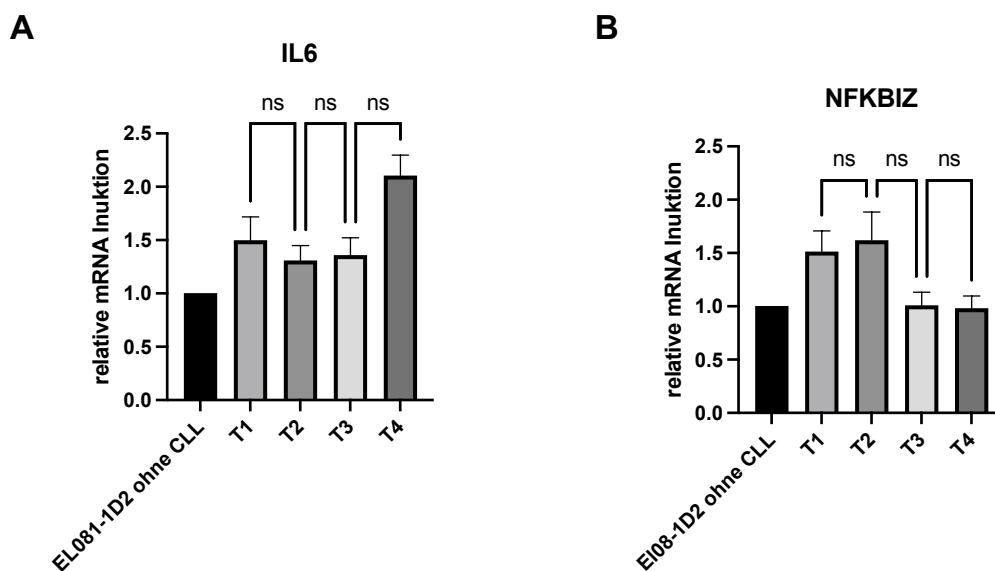 A
IL6
ns ns ns
relative mRNA Inuktion
2.5
2.0
1.5
1.0
0.5
0.0
EL081-1D2 ohne CLL
T1
T2
T3
T4
B
NFKBIZ
ns ns ns
relative mRNA Inuktion
2.5
2.0
1.5
1.0
0.5
0.0
El08-1D2 ohne CLL
T1
T2
T3
T4